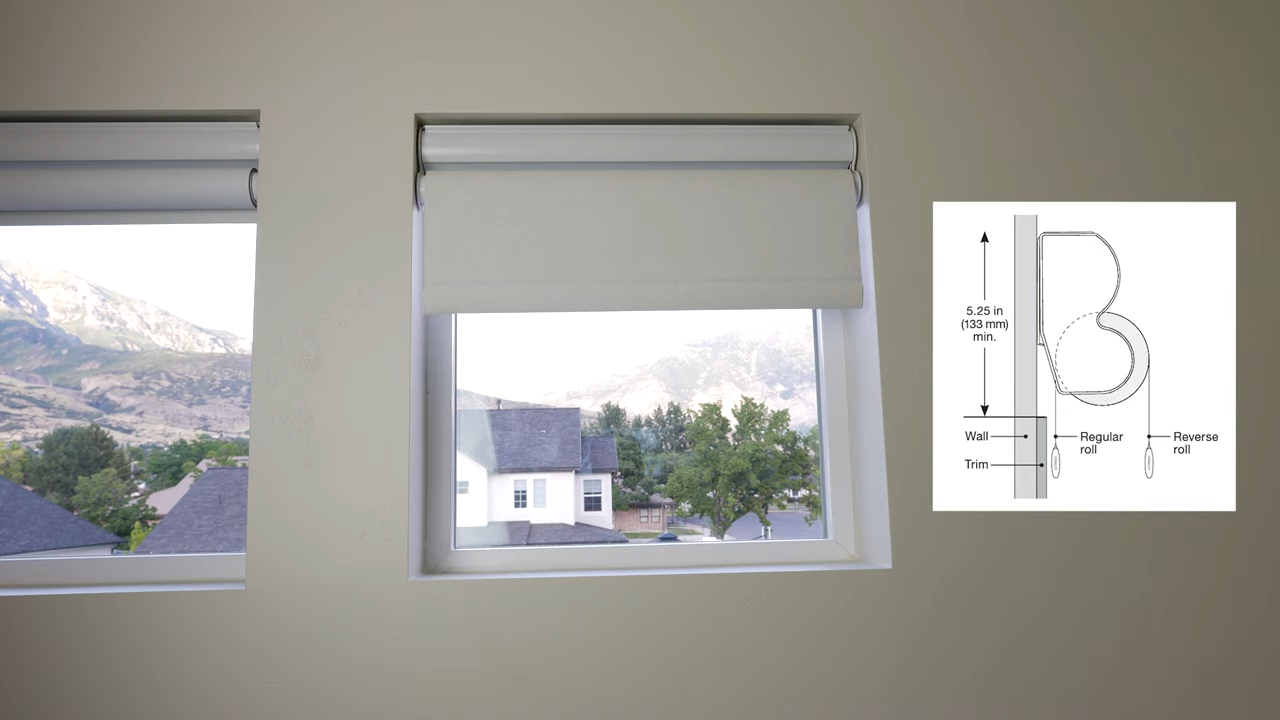 5.25 in
(133 mm)
min.
Wall
Trim
Regular
roll
Reverse
roll